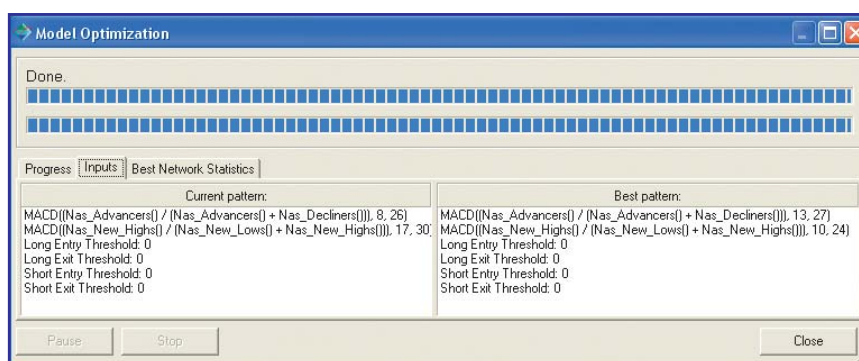 Model Optimization
Done.
Progress Inputs Best Network Statistics
Current pattern:
MACD((Nas_Advancers() / (Nas_Advancers() + Nas_Decliners())), 8, 26)
MACD((Nas_New_Highs() / (Nas_New_Lows() + Nas_New_Highs())), 17, 30)
Long Entry Threshold: 0
Long Exit Threshold: 0
Short Entry Threshold: 0
Short Exit Threshold: 0
Best pattern:
MACD((Nas_Advancers() / (Nas_Advancers() + Nas_Decliners())), 13, 27)
MACD((Nas_New_Highs() / (Nas_New_Lows() + Nas_New_Highs())), 10, 24)
Long Entry Threshold: 0
Long Exit Threshold: 0
Short Entry Threshold: 0
Short Exit Threshold: 0
Pause Stop Close